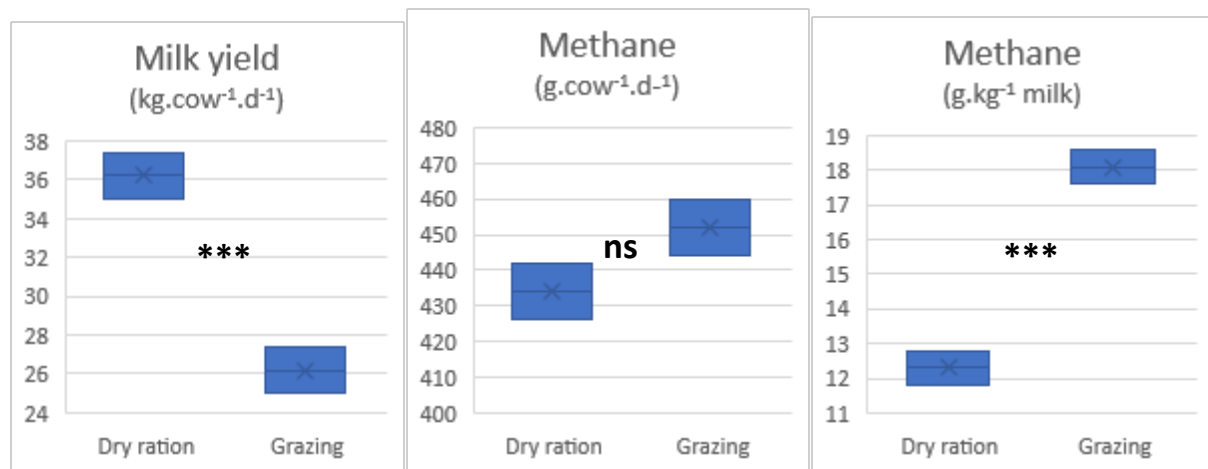 Milk yield
(kg.cow⁻¹.d⁻¹)
38
36
34
32
30
28
26
24
***
Dry ration Grazing
Methane
(g.cow⁻¹.d-¹)
480
470
460
450
440
430
420
410
400
ns
Dry ration Grazing
Methane
(g.kg⁻¹ milk)
19
18
17
16
15
14
13
12
11
***
Dry ration Grazing